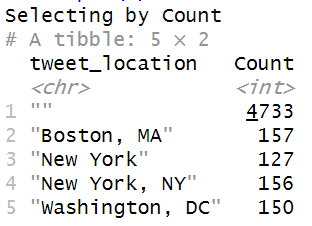 Selecting by Count
# A tibble: 5 × 2
  tweet_location   Count
  <chr>            <int>
1 ""                4733
2 "Boston, MA"       157
3 "New York"         127
4 "New York, NY"     156
5 "Washington, DC"   150